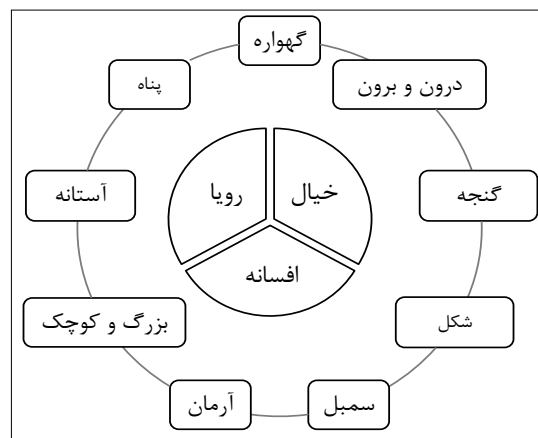 گهواره
درون و برون
پناه
خیال
رویا
گنجه
آستانه
افسانه
شکل
بزرگ و کوچک
سمبل
آرمان